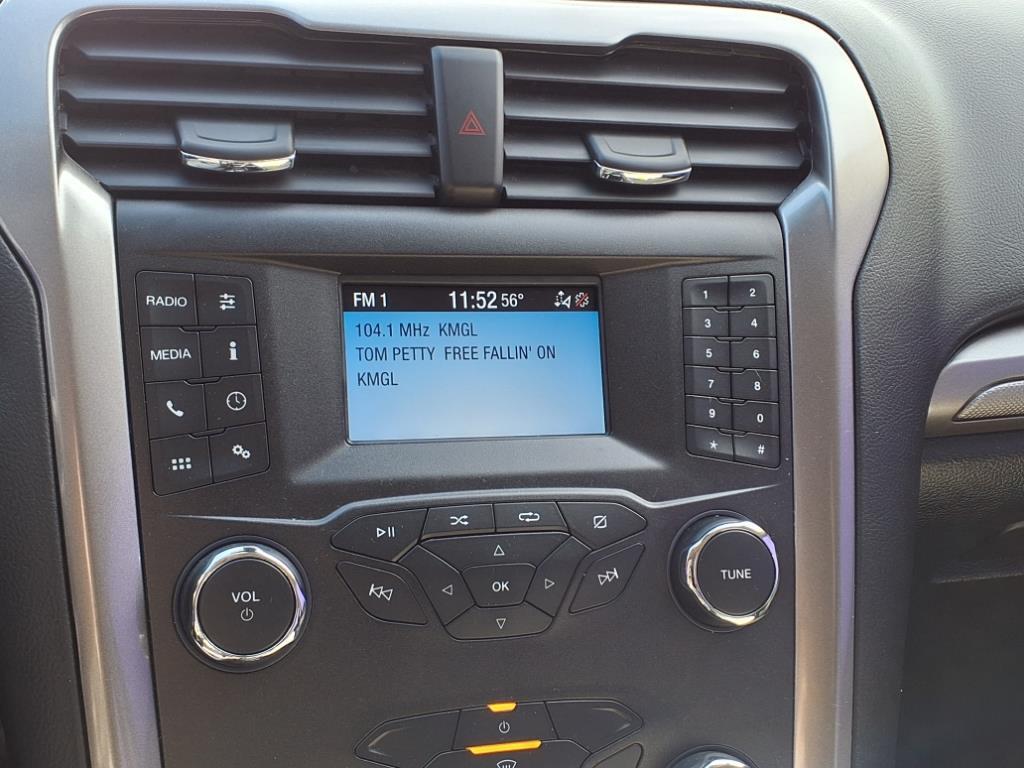 FM 1 11:52 56°
104.1 MHz KMGL
TOM PETTY FREE FALLIN' ON
KMGL
RADIO
MEDIA
i
1 2
3 4
5 6
7 8
9 0
* #
VOL
OK
TUNE